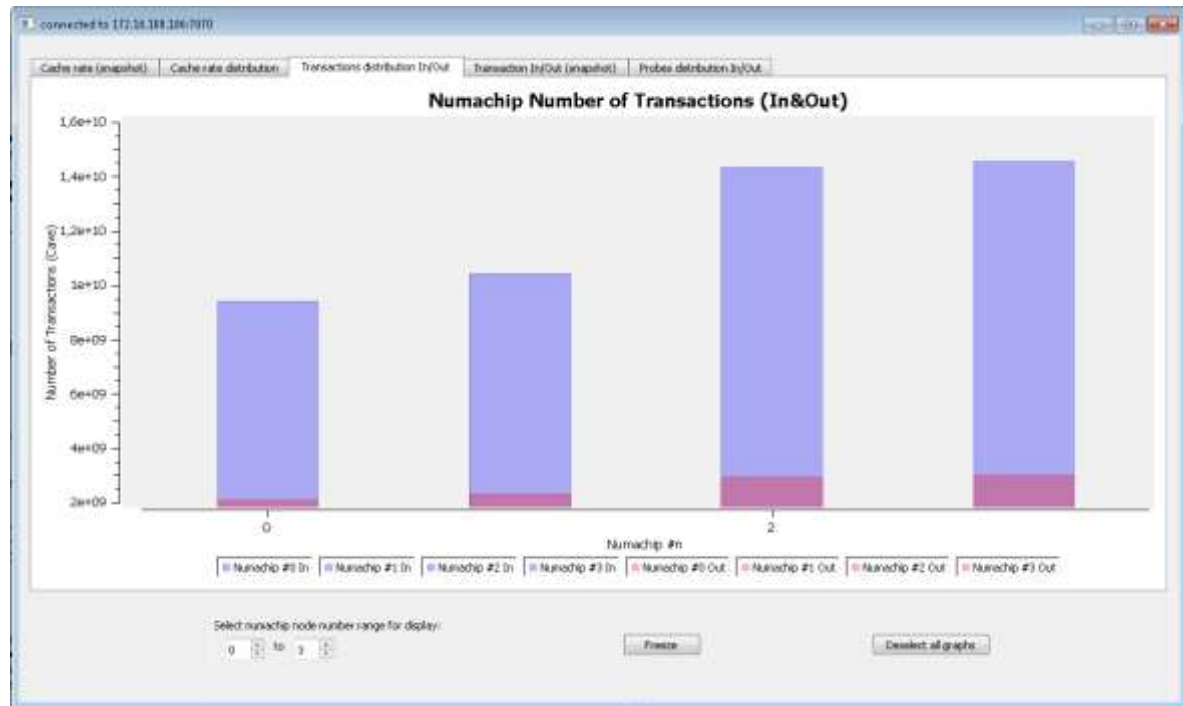 connected to 172.16.188.186:7070
Cache rate (snapshot) Cache rate distribution Transactions distribution In/Out Transaction In/Out (snapshot) Probes distribution In/Out
Numachip Number of Transactions (In&Out)
1,6e+10
1,4e+10
1,2e+10
1e+10
8e+09
6e+09
4e+09
2e+09
Number of Transactions (Cave)
0 2
Numachip #n
Numachip #0 In Numachip #1 In Numachip #2 In Numachip #3 In Numachip #0 Out Numachip #1 Out Numachip #2 Out Numachip #3 Out
Select numachip node number range for display:
0 to 3
Freeze
Deselect all graphs